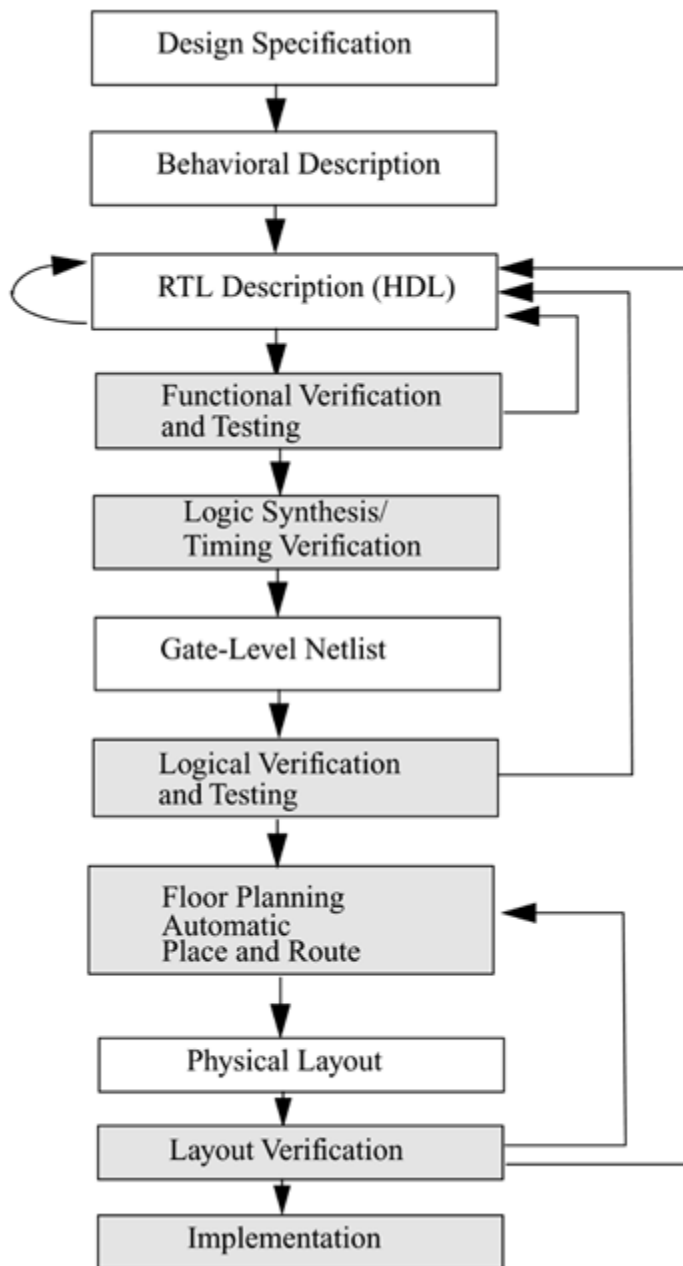 Design Specification
Behavioral Description
RTL Description (HDL)
Functional Verification
and Testing
Logic Synthesis/
Timing Verification
Gate-Level Netlist
Logical Verification
and Testing
Floor Planning
Automatic
Place and Route
Physical Layout
Layout Verification
Implementation